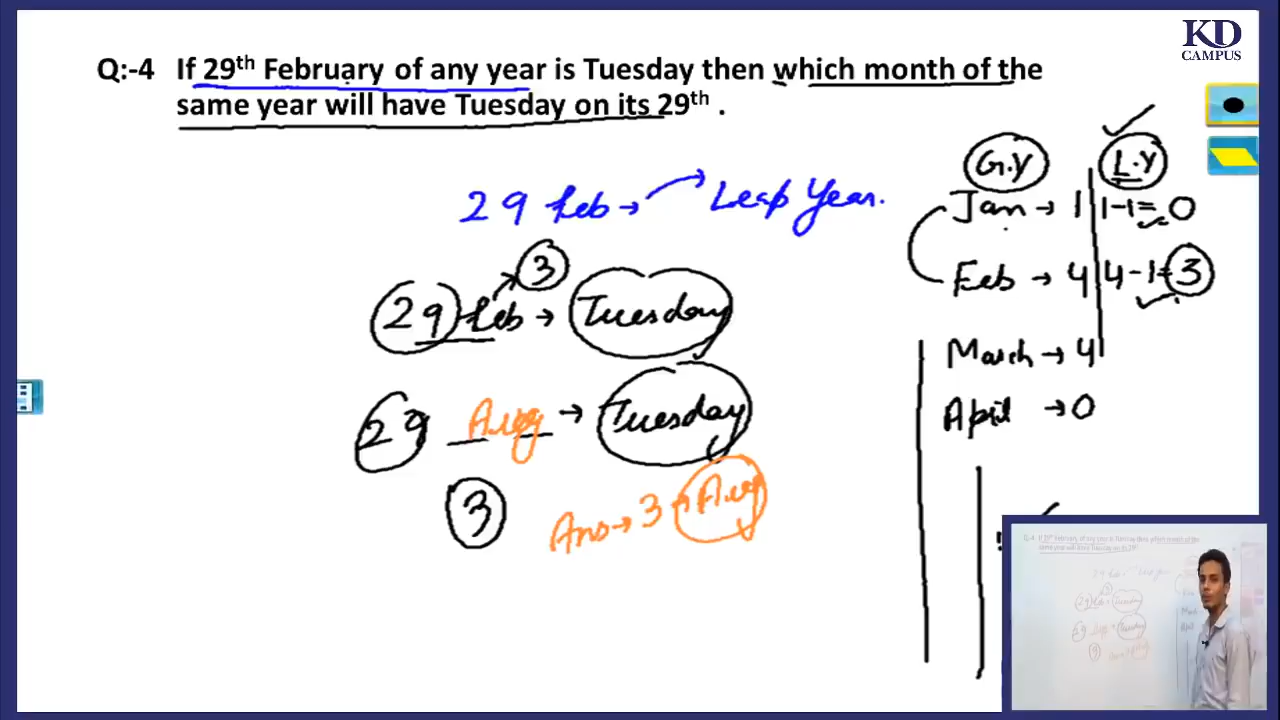 KD
CAMPUS
Q:-4 If 29th February of any year is Tuesday then which month of the
same year will have Tuesday on its 29th .
G.Y L.Y
29 Feb → Leap Year.
Jan → 1 1-1= 0
3
Feb → 4 4-1=3
29 Feb → Tuesday
March → 4
29 Aug → Tuesday
April → 0
3
Ans → 3 → Aug